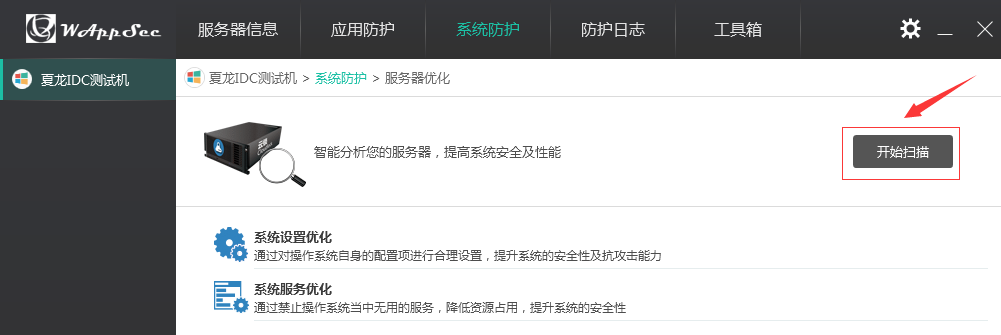 WAppSec
服务器信息
应用防护
系统防护
防护日志
工具箱
夏龙IDC测试机
夏龙IDC测试机 > 系统防护 > 服务器优化
智能分析您的服务器，提高系统安全及性能
开始扫描
系统设置优化
通过对操作系统自身的配置项进行合理设置，提升系统的安全性及抗攻击能力
系统服务优化
通过禁止操作系统当中无用的服务，降低资源占用，提升系统的安全性